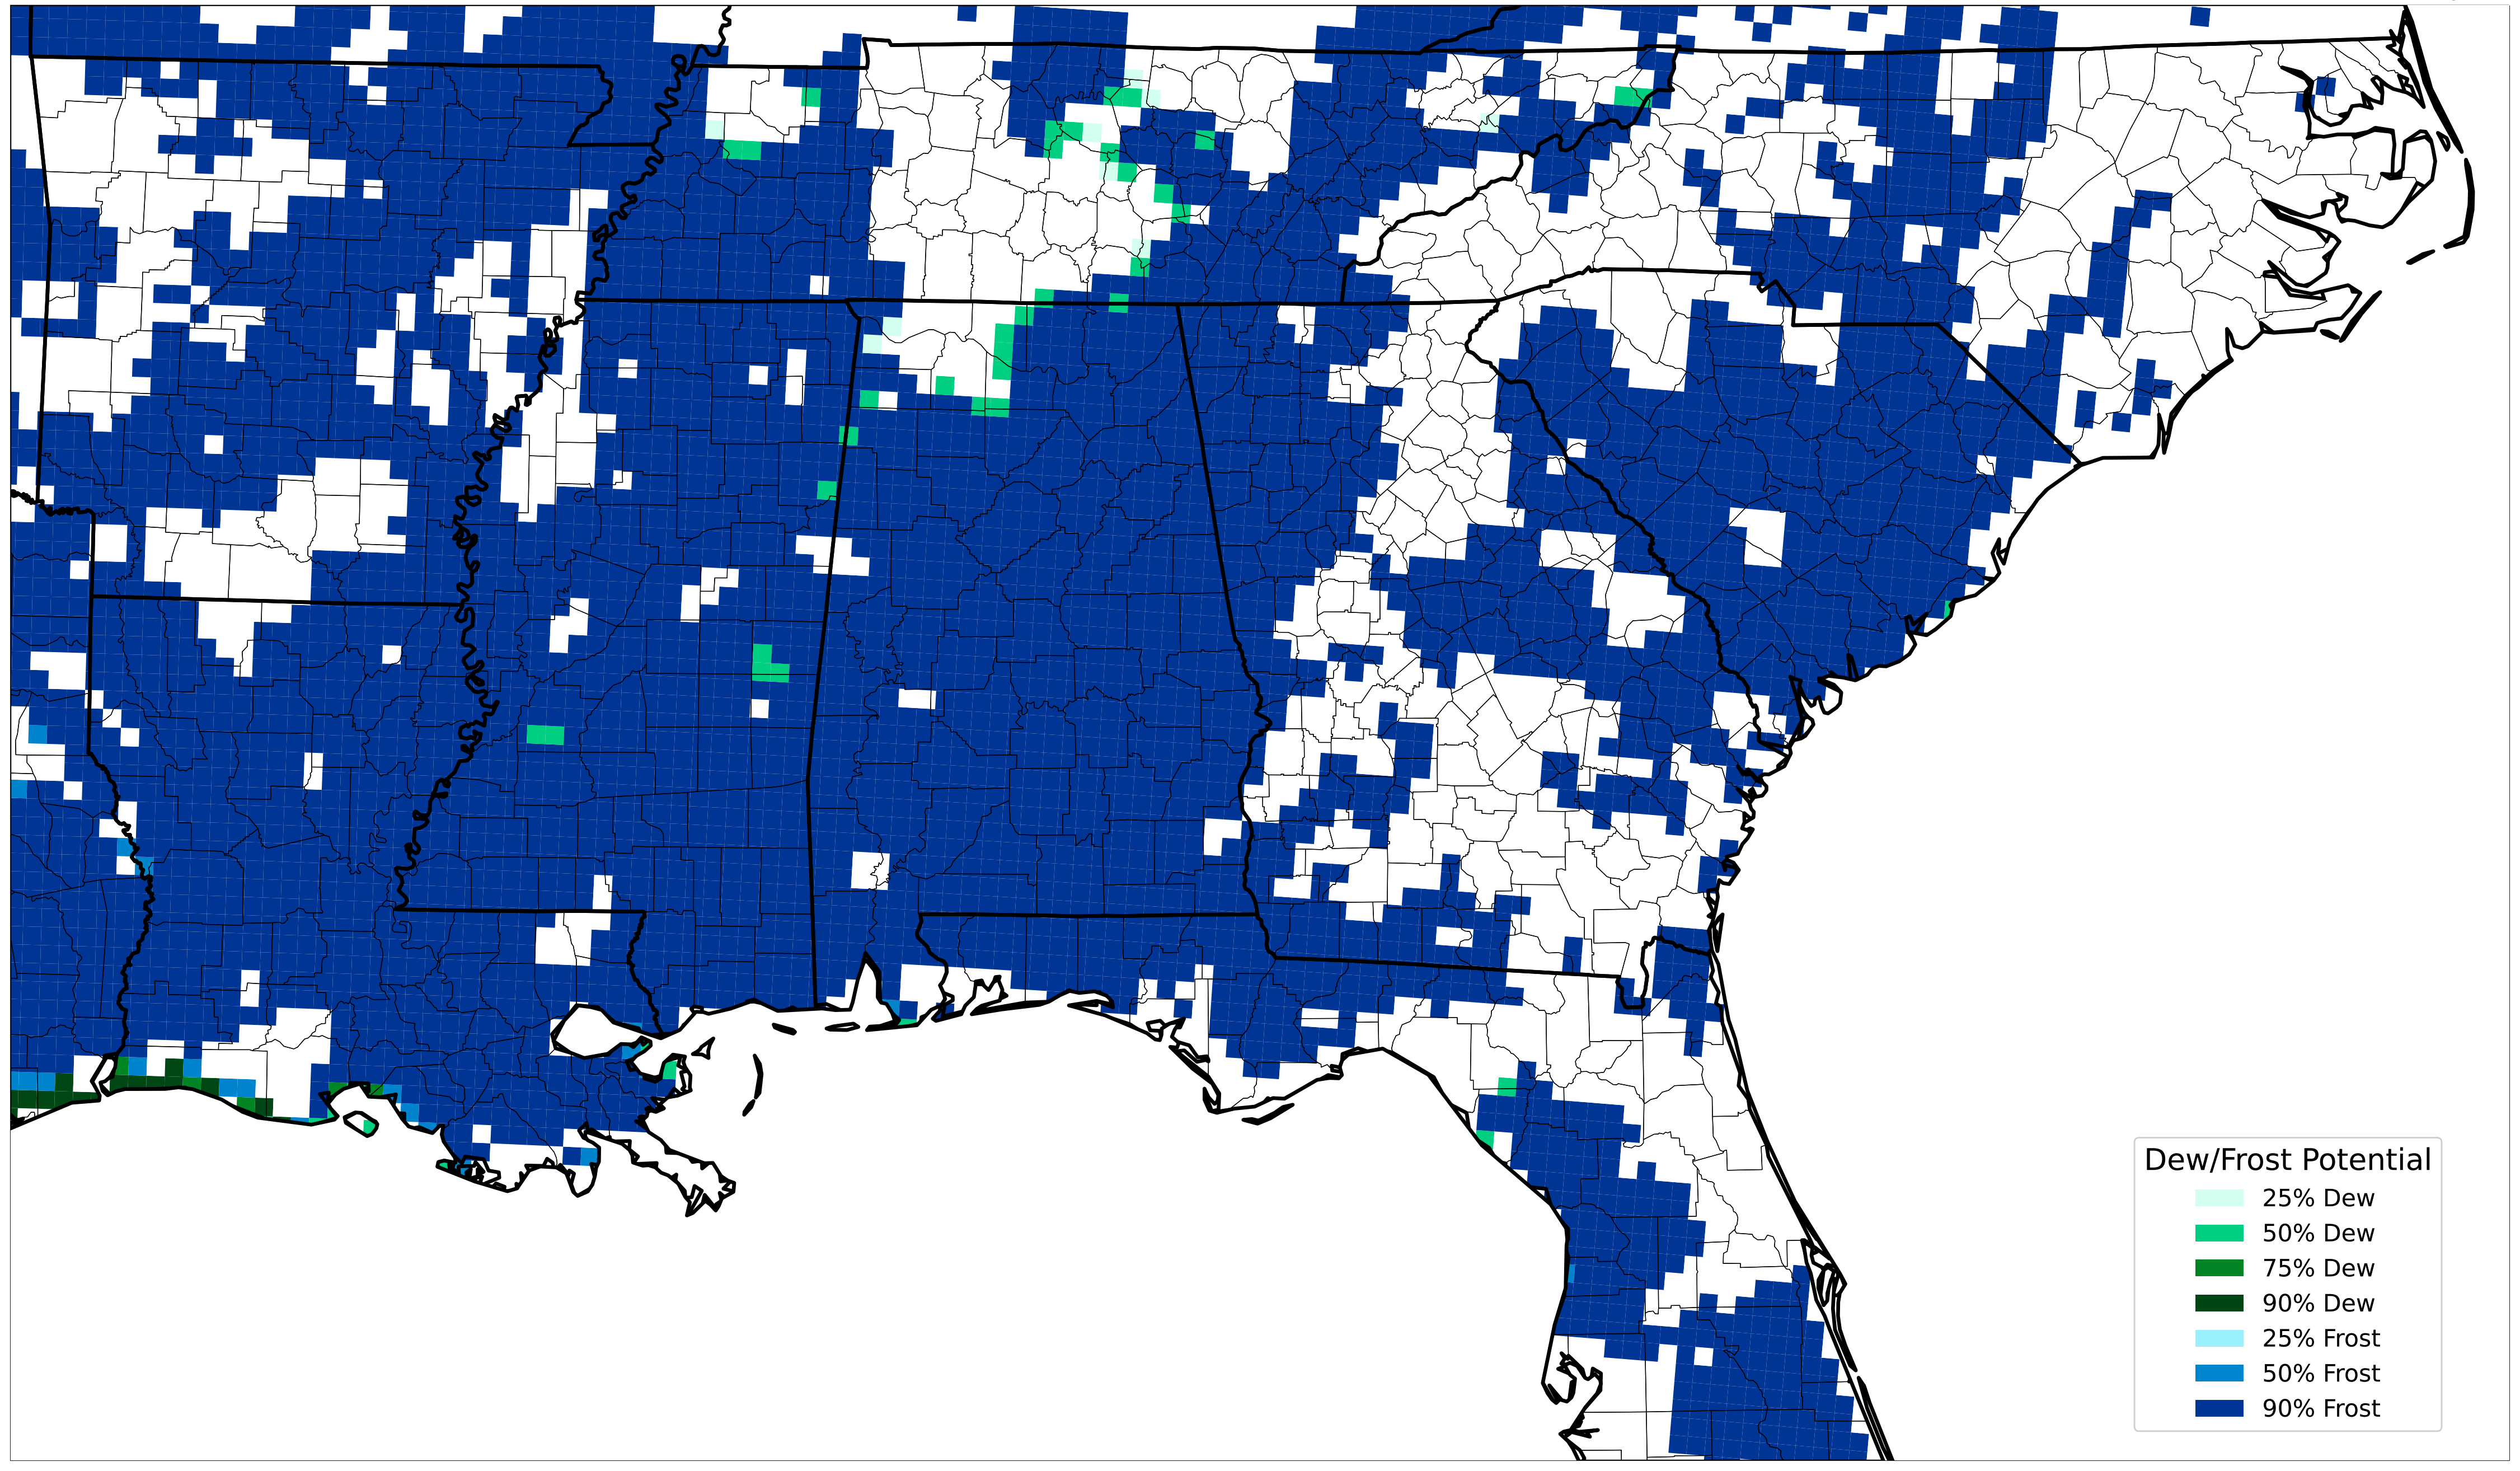 Dew/Frost Potential
25% Dew
50% Dew
75% Dew
90% Dew
25% Frost
50% Frost
90% Frost